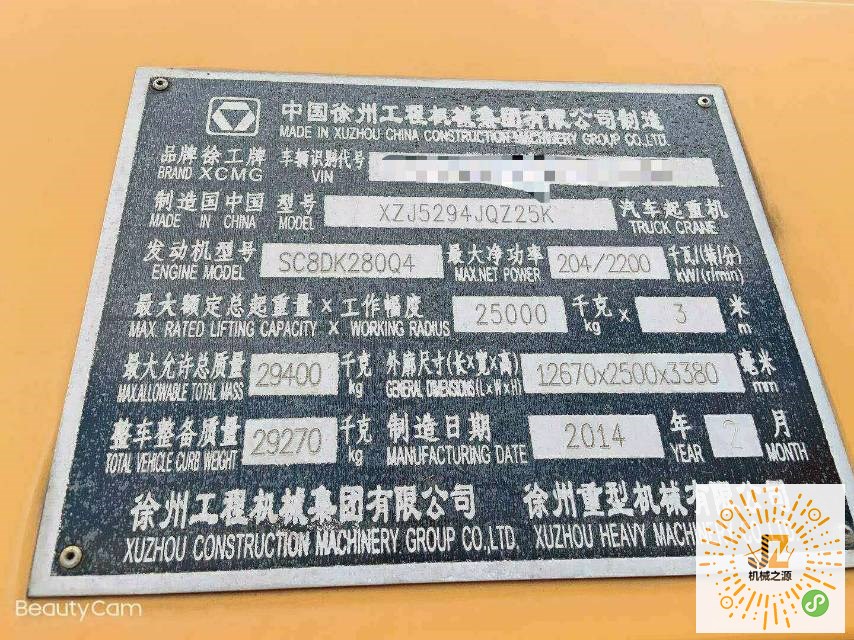 中国徐州工程机械集团有限公司制造
MADE IN XUZHOU CHINA CONSTRUCTION MACHINERY GROUP CO.,LTD.
品牌 徐工牌 车辆识别代号
BRAND XCMG VIN
制造国 中国 型号 XZJ5294JQZ25K 汽车起重机
MADE IN CHINA MODEL TRUCK CRANE
发动机型号 SC8DK280Q4 最大净功率 204/2200 千瓦/(转/分)
ENGINE MODEL MAX.NET POWER kW/(r/min)
最大额定总起重量 x 工作幅度 25000 千克 x 3 米
MAX RATED LIFTING CAPACITY X WORKING RADIUS kg m
最大允许总质量 29400 千克 外廓尺寸(长x宽x高) 12670x2500x3380 毫米
MAX.ALLOWABLE TOTAL MASS kg GENERAL DIMENSIONS(LxWxH) mm
整车整备质量 29270 千克 制造日期 2014 年 2 月
TOTAL VEHICLE CURB WEIGHT kg MANUFACTURING DATE YEAR MONTH
徐州工程机械集团有限公司 徐州重型机械有限公司
XUZHOU CONSTRUCTION MACHINERY GROUP CO.,LTD. XUZHOU HEAVY MACHINERY
机械之源
BeautyCam